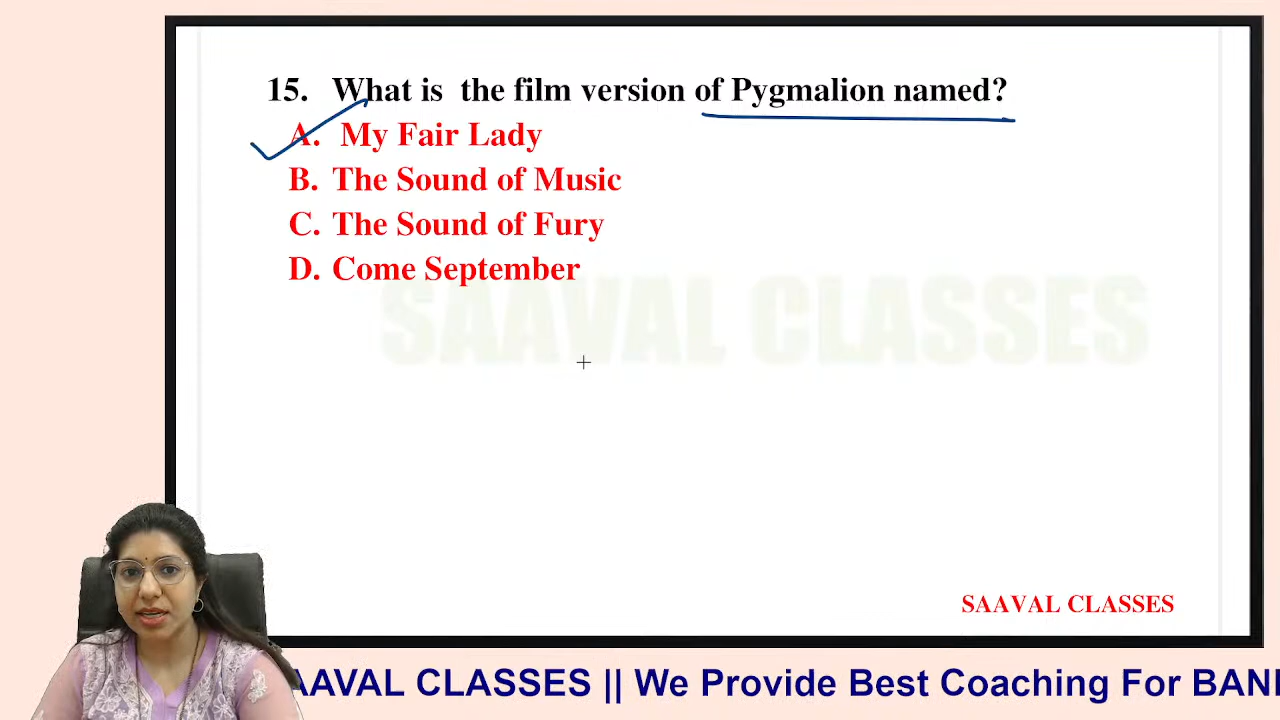 15. What is the film version of Pygmalion named?
A. My Fair Lady
B. The Sound of Music
C. The Sound of Fury
D. Come September
SAAVAL CLASSES
SAAVAL CLASSES
AAVAL CLASSES || We Provide Best Coaching For BAN